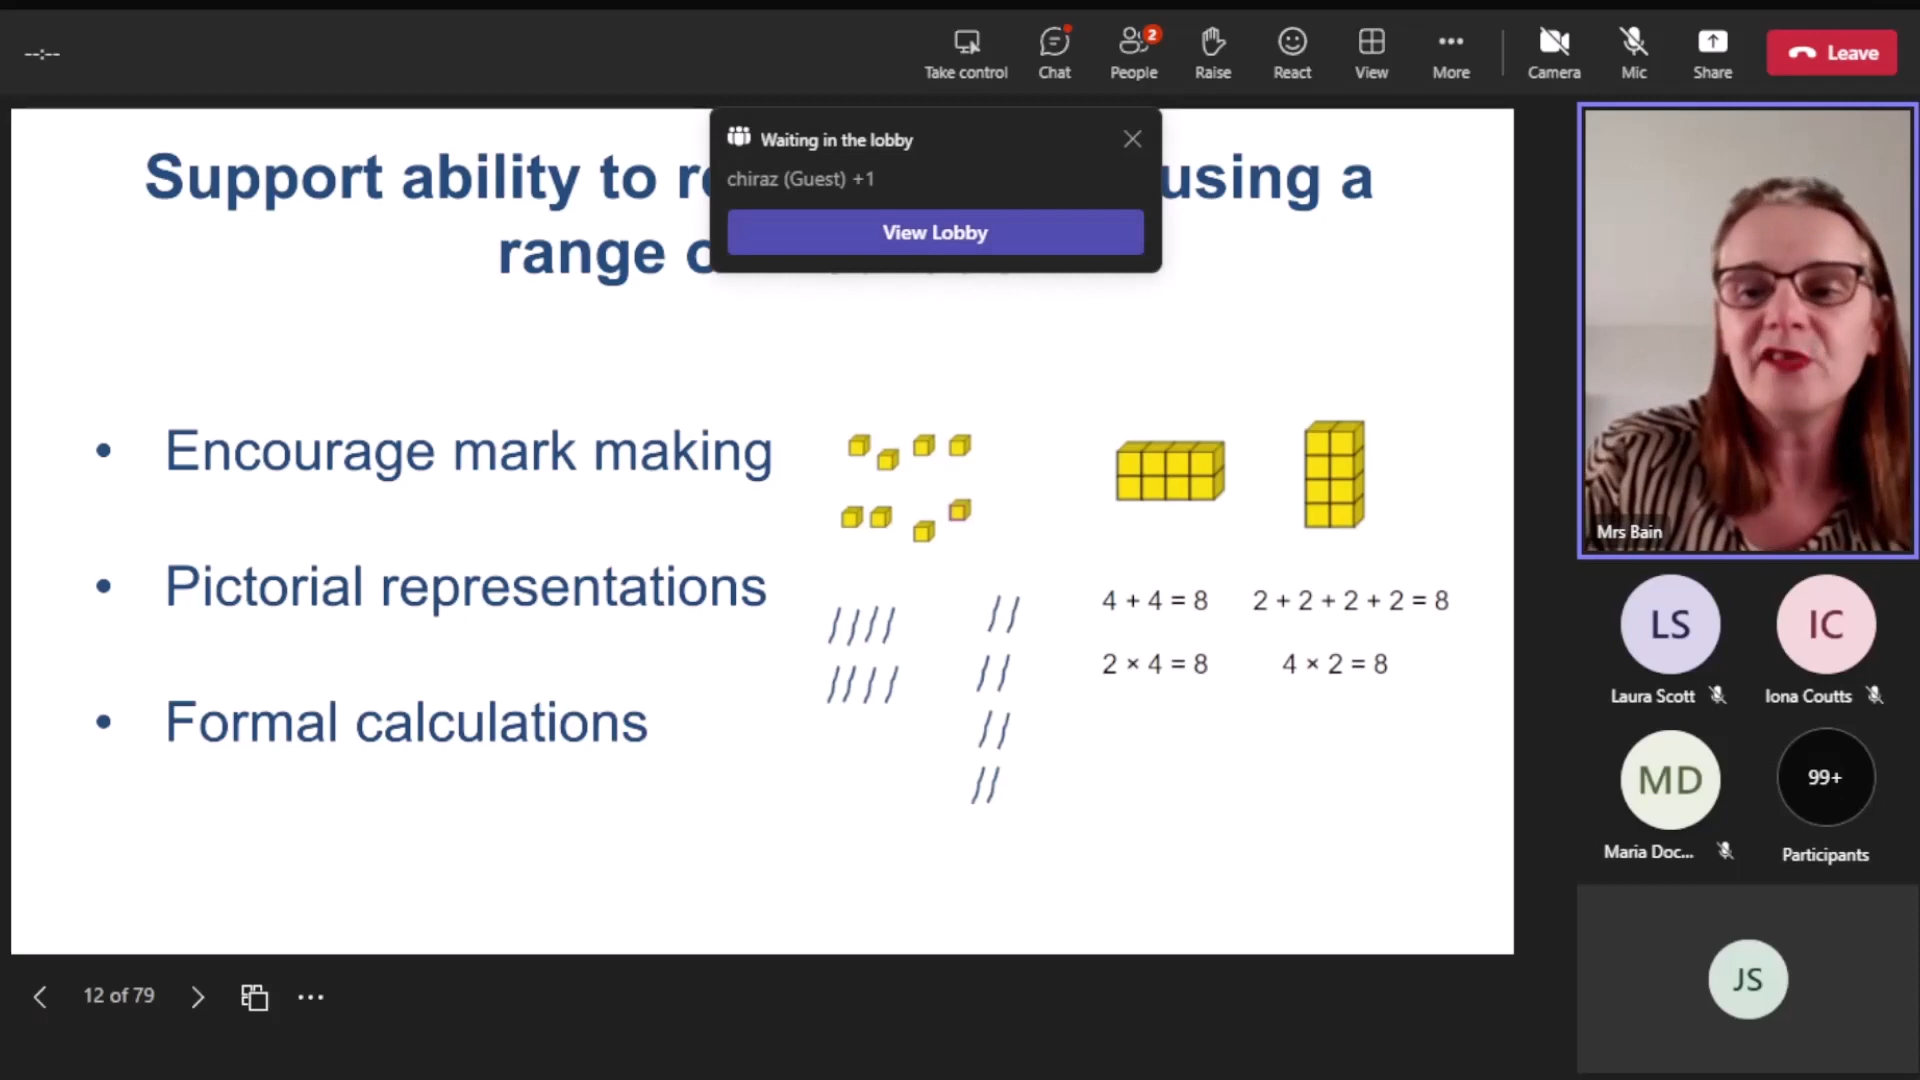 --:--
Take control
Chat
People
2
Raise
React
View
More
Camera
Mic
Share
Leave
Waiting in the lobby
chiraz (Guest) +1
View Lobby
Support ability to using a
range
• Encourage mark making
• Pictorial representations
• Formal calculations
4 + 4 = 8 2 + 2 + 2 + 2 = 8
2 × 4 = 8 4 × 2 = 8
Mrs Bain
LS
IC
Laura Scott
Iona Coutts
MD
99+
Maria Doc...
Participants
JS
12 of 79